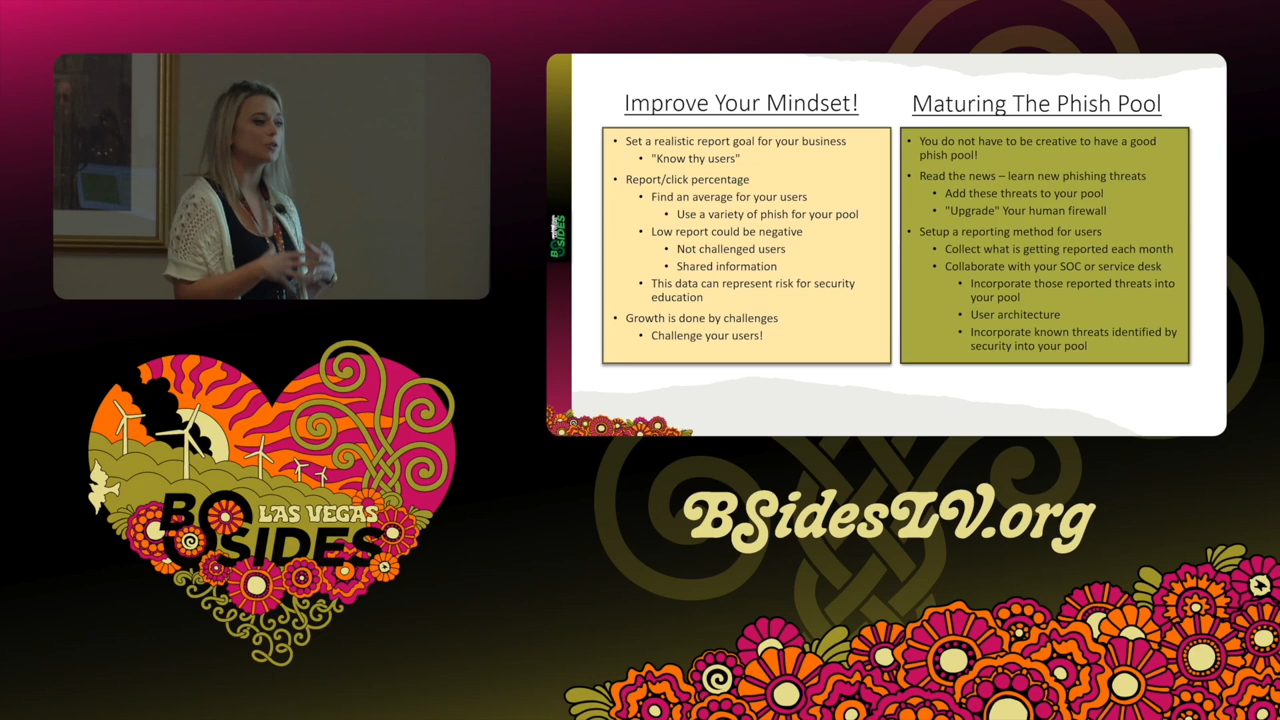 Improve Your Mindset!
• Set a realistic report goal for your business
• "Know thy users"
• Report/click percentage
• Find an average for your users
• Use a variety of phish for your pool
• Low report could be negative
• Not challenged users
• Shared information
• This data can represent risk for security
education
• Growth is done by challenges
• Challenge your users!
Maturing The Phish Pool
• You do not have to be creative to have a good
phish pool!
• Read the news – learn new phishing threats
• Add these threats to your pool
• "Upgrade" Your human firewall
• Setup a reporting method for users
• Collect what is getting reported each month
• Collaborate with your SOC or service desk
• Incorporate those reported threats into
your pool
• User architecture
• Incorporate known threats identified by
security into your pool
BSIDES
LAS VEGAS
BSIDES
23
BSidesLV.org